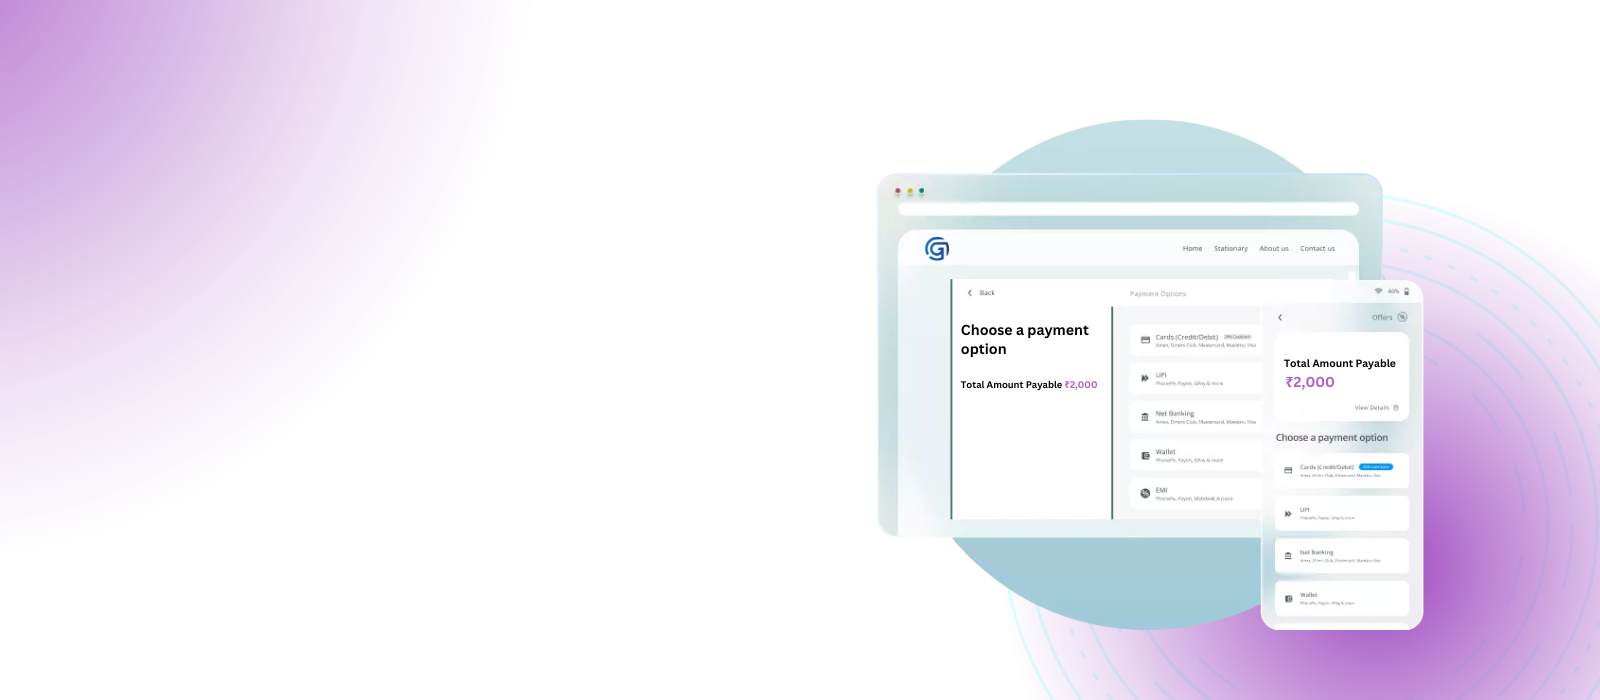 Home Stationary About us Contact us
Back
Payment Options
Choose a payment
option
Total Amount Payable ₹2,000
Cards (Credit/Debit)
Amex, Diners Club, Mastercard, Maestro, Visa
UPI
PhonePe, Paytm, GPay & more
Net Banking
Amex, Diners Club, Mastercard, Maestro, Visa
Wallet
PhonePe, Paytm, GPay & more
EMI
PhonePe, Paytm, & more
80%
Offers
Total Amount Payable
₹2,000
View Details
Choose a payment option
Cards (Credit/Debit)
Amex, Diners Club, Mastercard, Maestro, Visa
UPI
PhonePe, Paytm, GPay & more
Net Banking
Amex, Diners Club, Mastercard, Maestro, Visa
Wallet
PhonePe, Paytm, GPay & more